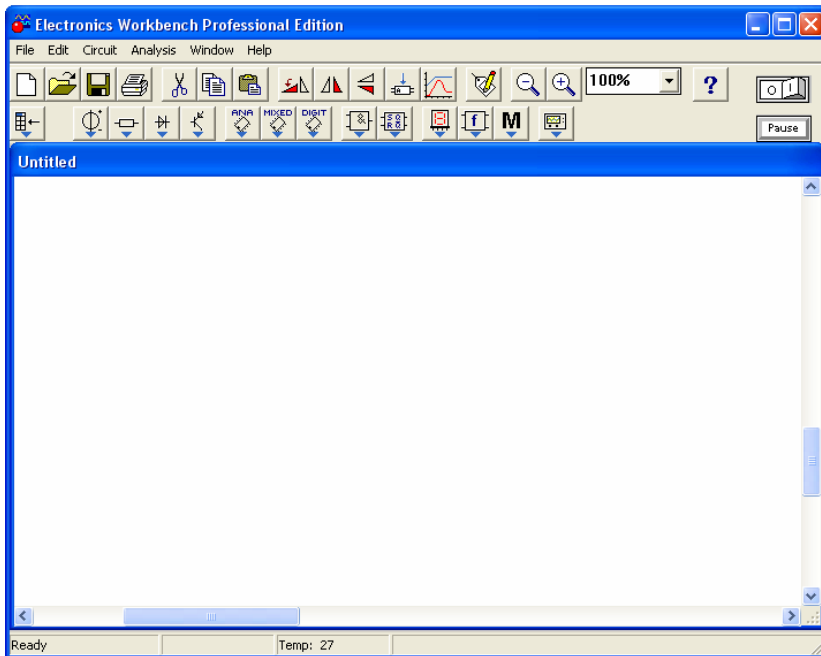 Electronics Workbench Professional Edition
File Edit Circuit Analysis Window Help
100% ?
Pause
ANA MIXED DIGIT
& f M
Untitled
Ready Temp: 27